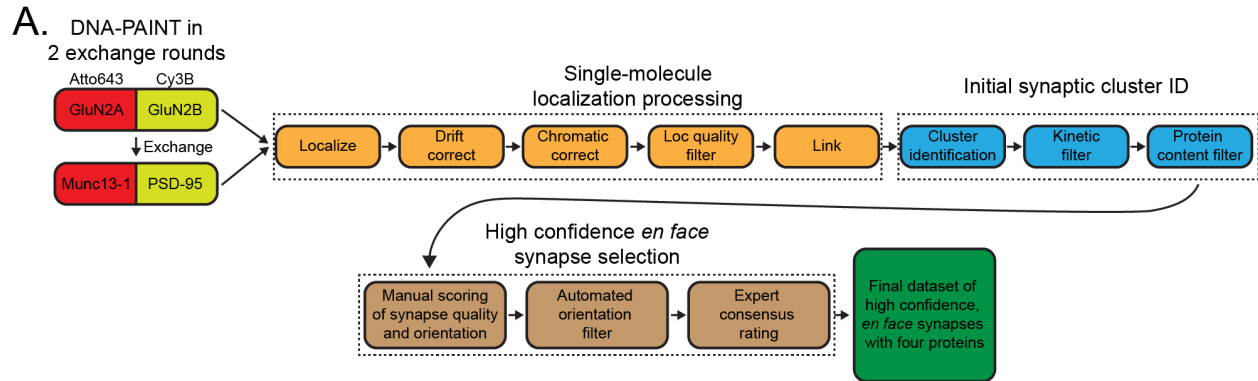 A.
DNA-PAINT in
2 exchange rounds
Atto643
Cy3B
GluN2A
GluN2B
Exchange
Munc13-1
PSD-95
Single-molecule
localization processing
Localize
Drift
correct
Chromatic
correct
Loc quality
filter
Link
Initial synaptic cluster ID
Cluster
identification
Kinetic
filter
Protein
content filter
High confidence en face
synapse selection
Manual scoring
of synapse quality
and orientation
Automated
orientation
filter
Expert
consensus
rating
Final dataset of
high confidence,
en face synapses
with four proteins